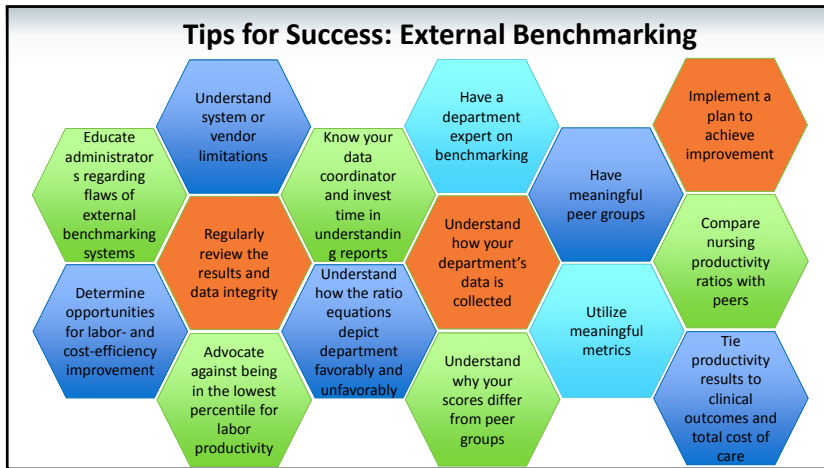 Tips for Success: External Benchmarking
Educate
administrator
s regarding
flaws of
external
benchmarking
systems
Understand
system or
vendor
limitations
Know your
data
coordinator
and invest
time in
understandin
g reports
Have a
department
expert on
benchmarking
Have
meaningful
peer groups
Implement a
plan to
achieve
improvement
Regularly
review the
results and
data integrity
Understand
how your
department’s
data is
collected
Compare
nursing
productivity
ratios with
peers
Determine
opportunities
for labor- and
cost-efficiency
improvement
Understand
how the ratio
equations
depict
department
favorably and
unfavorably
Utilize
meaningful
metrics
Advocate
against being
in the lowest
percentile for
labor
productivity
Understand
why your
scores differ
from peer
groups
Tie
productivity
results to
clinical
outcomes and
total cost of
care